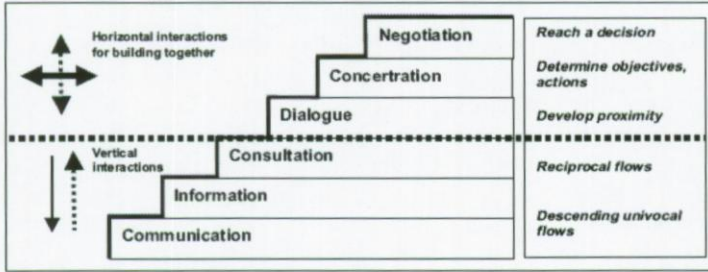 Horizontal interactions
for building together
Negotiation
Reach a decision
Concertration
Determine objectives,
actions
Dialogue
Develop proximity
Vertical
interactions
Consultation
Reciprocal flows
Information
Descending univocal
flows
Communication